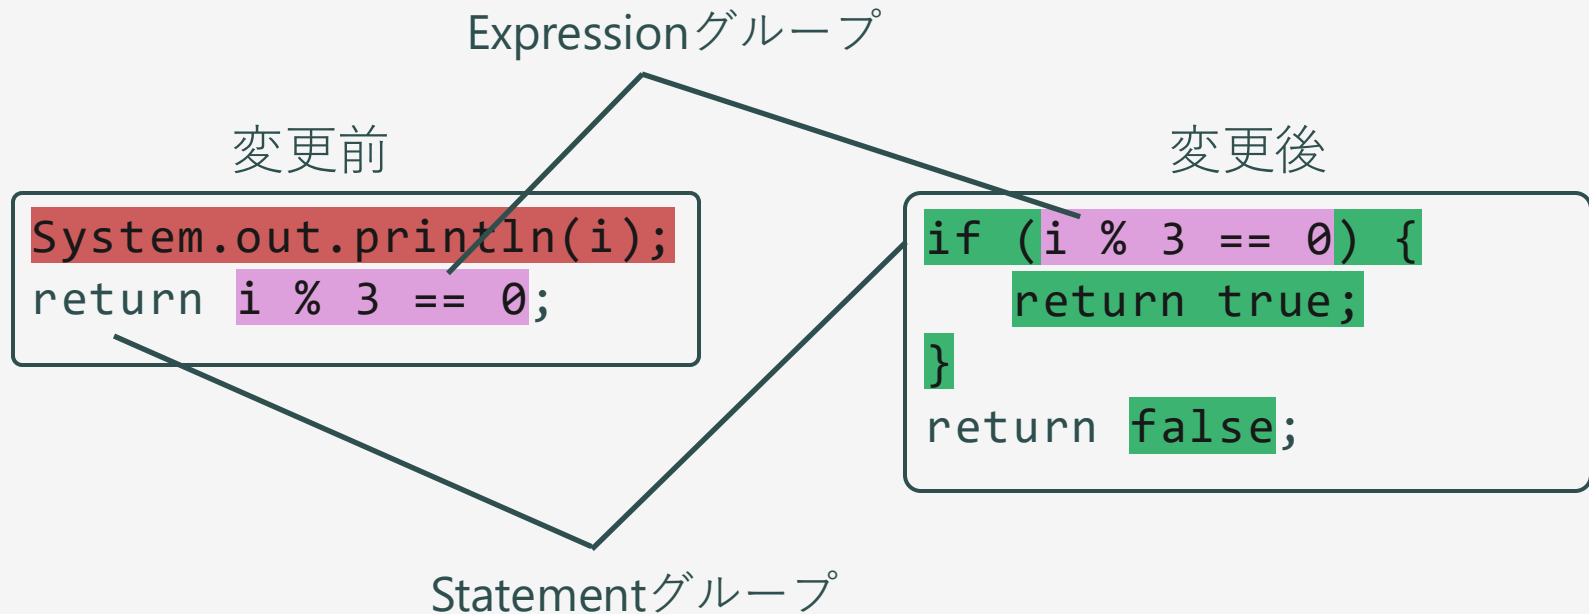 Expressionグループ
変更前
System.out.println(i);
return i % 3 == 0;
変更後
if (i % 3 == 0) {
    return true;
}
return false;
Statementグループ